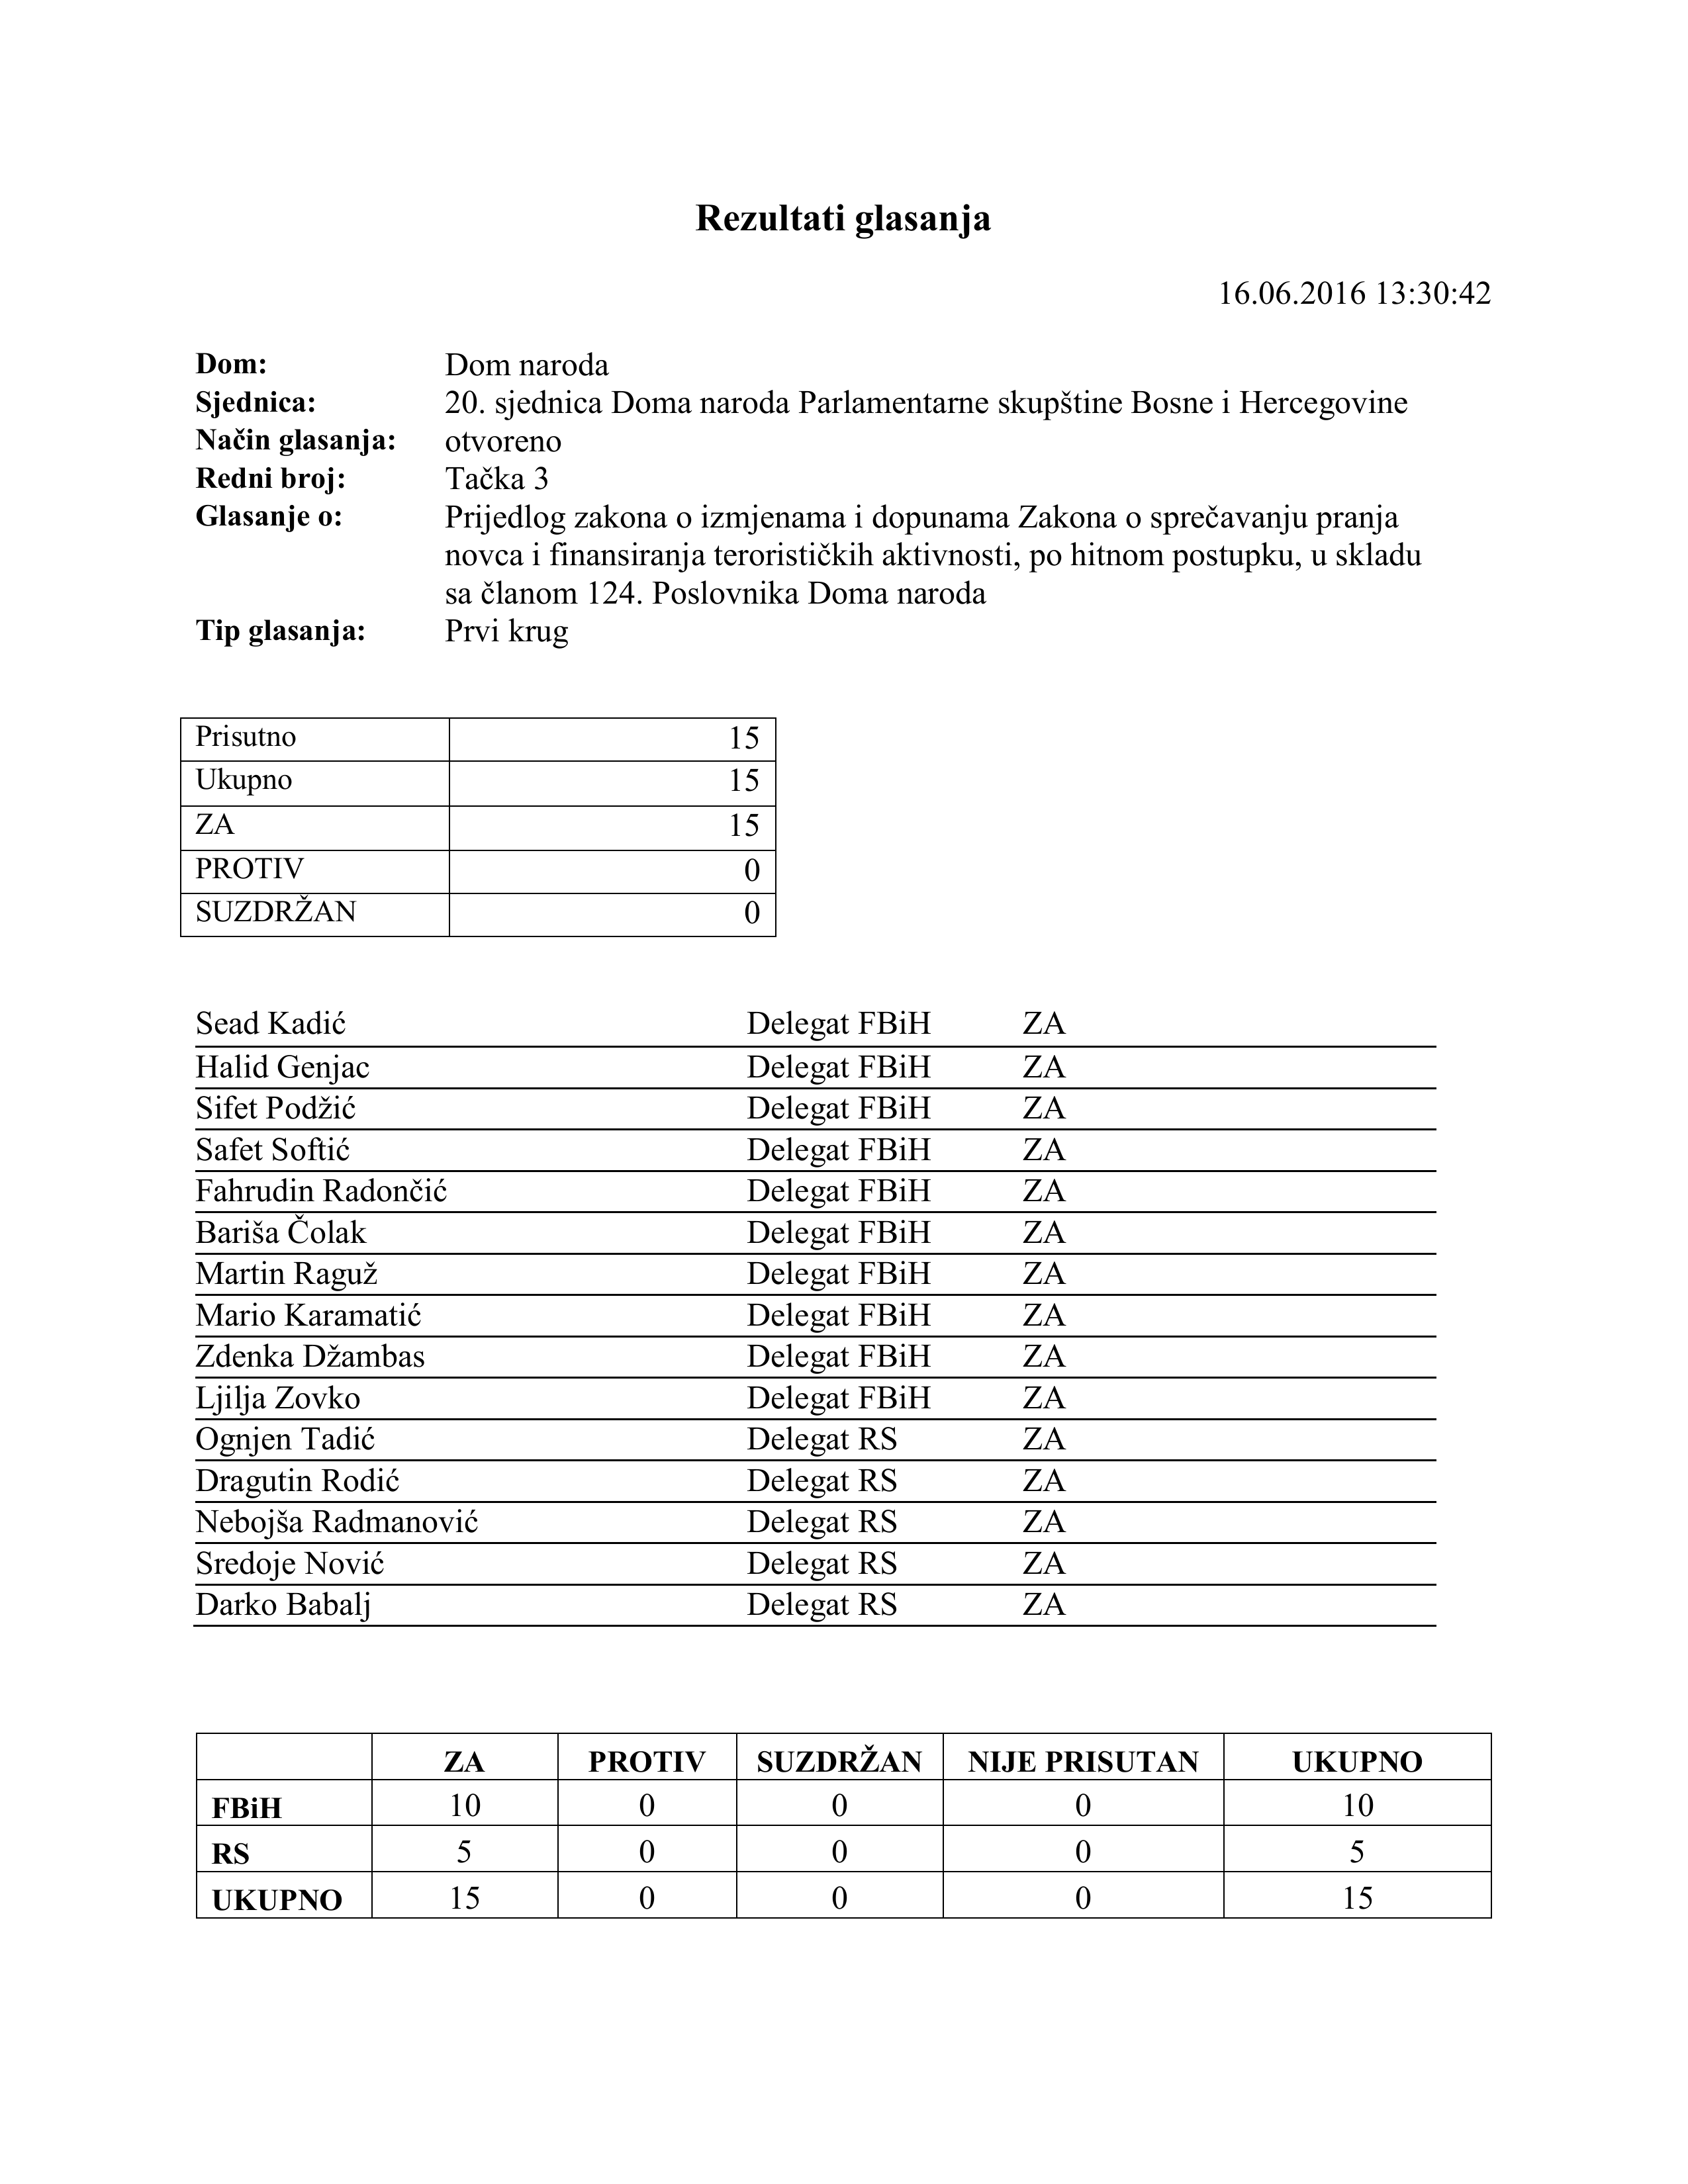 Rezultati glasanja
16.06.2016 13:30:42
Dom: Dom naroda
Sjednica: 20. sjednica Doma naroda Parlamentarne skupštine Bosne i Hercegovine
Način glasanja: otvoreno
Redni broj: Tačka 3
Glasanje o: Prijedlog zakona o izmjenama i dopunama Zakona o sprečavanju pranja
novca i finansiranja terorističkih aktivnosti, po hitnom postupku, u skladu
sa članom 124. Poslovnika Doma naroda
Tip glasanja: Prvi krug
Prisutno 15
Ukupno 15
ZA 15
PROTIV 0
SUZDRŽAN 0
Sead Kadić Delegat FBiH ZA
Halid Genjac Delegat FBiH ZA
Sifet Podžić Delegat FBiH ZA
Safet Softić Delegat FBiH ZA
Fahrudin Radončić Delegat FBiH ZA
Bariša Čolak Delegat FBiH ZA
Martin Raguž Delegat FBiH ZA
Mario Karamatić Delegat FBiH ZA
Zdenka Džambas Delegat FBiH ZA
Ljilja Zovko Delegat FBiH ZA
Ognjen Tadić Delegat RS ZA
Dragutin Rodić Delegat RS ZA
Nebojša Radmanović Delegat RS ZA
Sredoje Nović Delegat RS ZA
Darko Babalj Delegat RS ZA
ZA PROTIV SUZDRŽAN NIJE PRISUTAN UKUPNO
FBiH 10 0 0 0 10
RS 5 0 0 0 5
UKUPNO 15 0 0 0 15